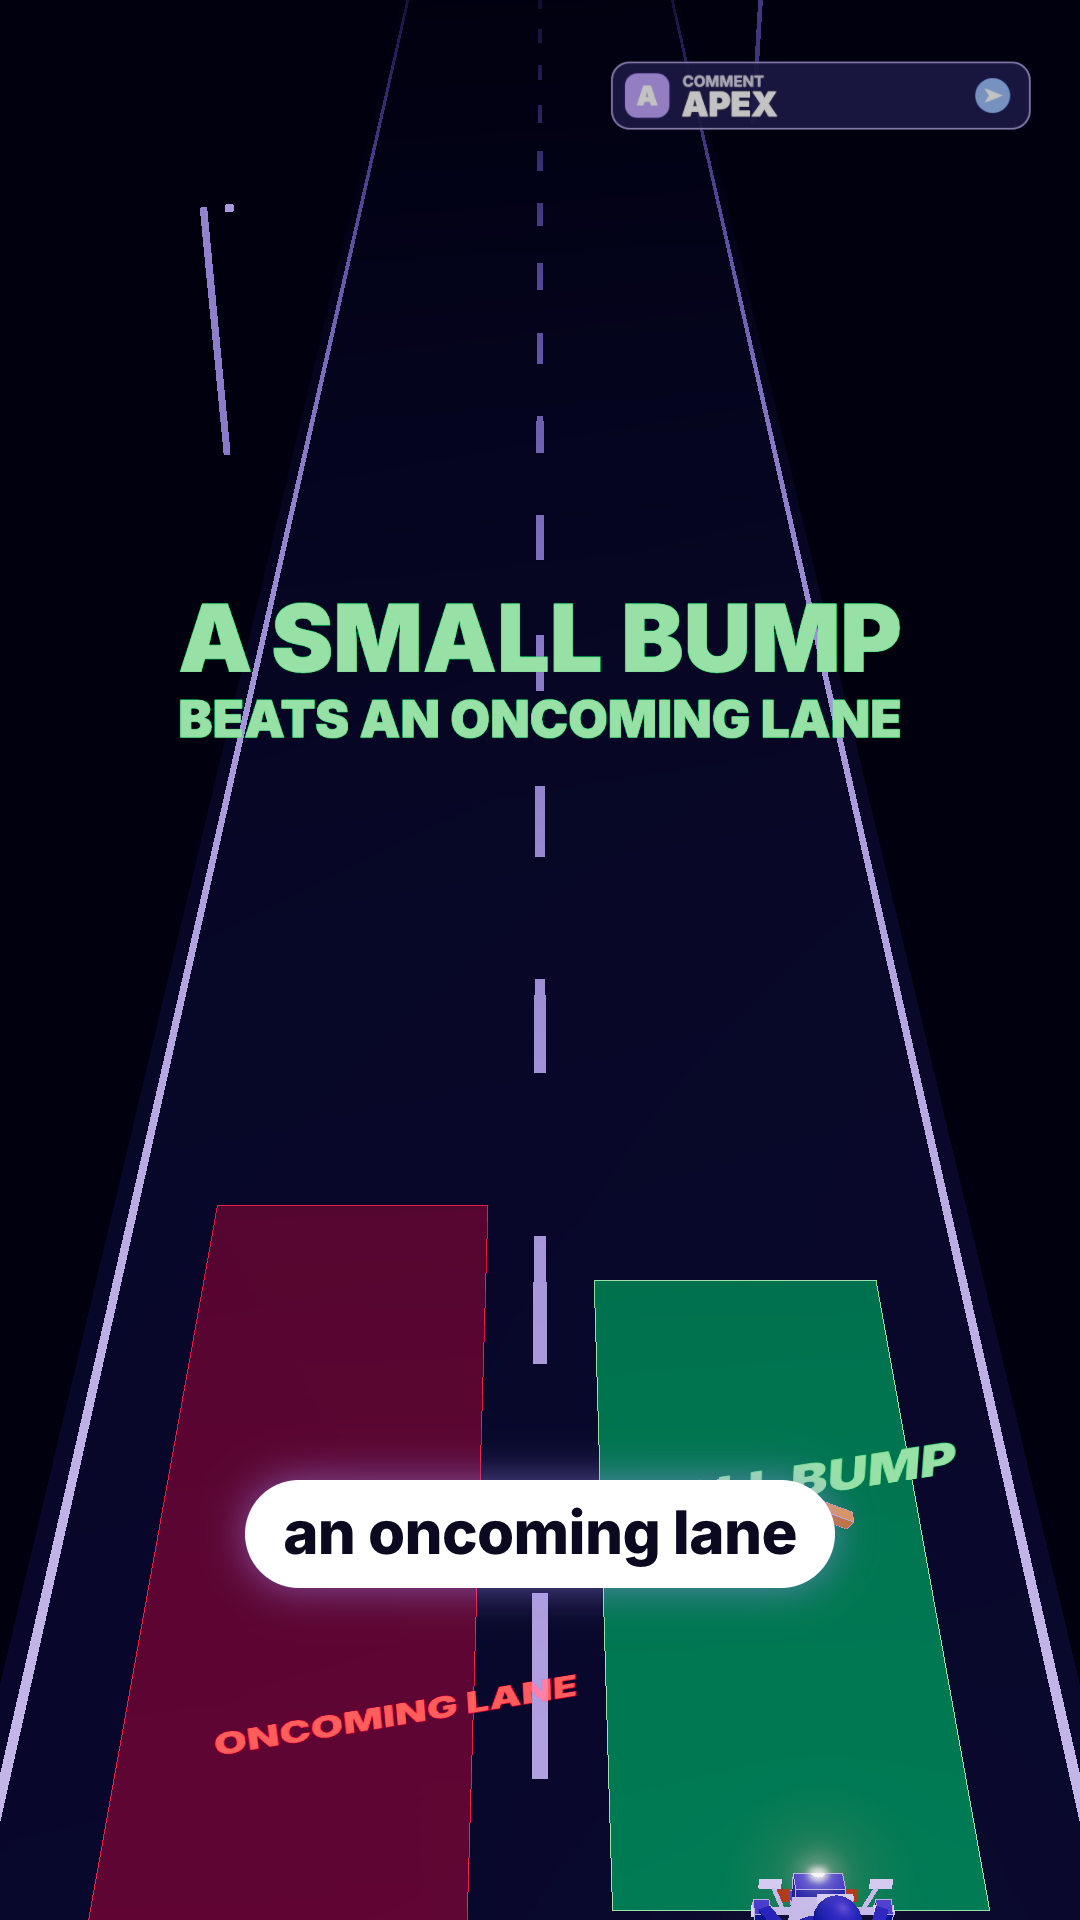 A
COMMENT
APEX
A SMALL BUMP
BEATS AN ONCOMING LANE
BUMP
an oncoming lane
ONCOMING LANE